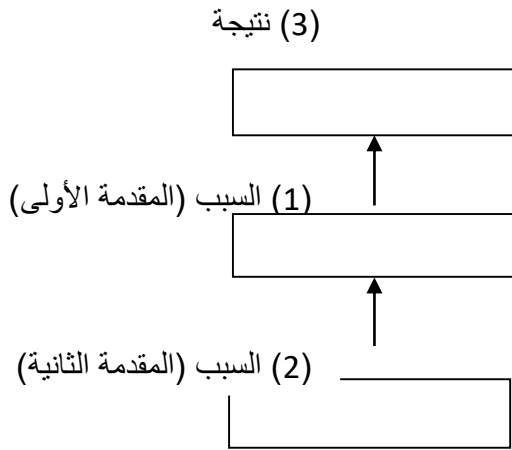 (3) نتيجة
(1) السبب (المقدمة الأولى)
(2) السبب (المقدمة الثانية)